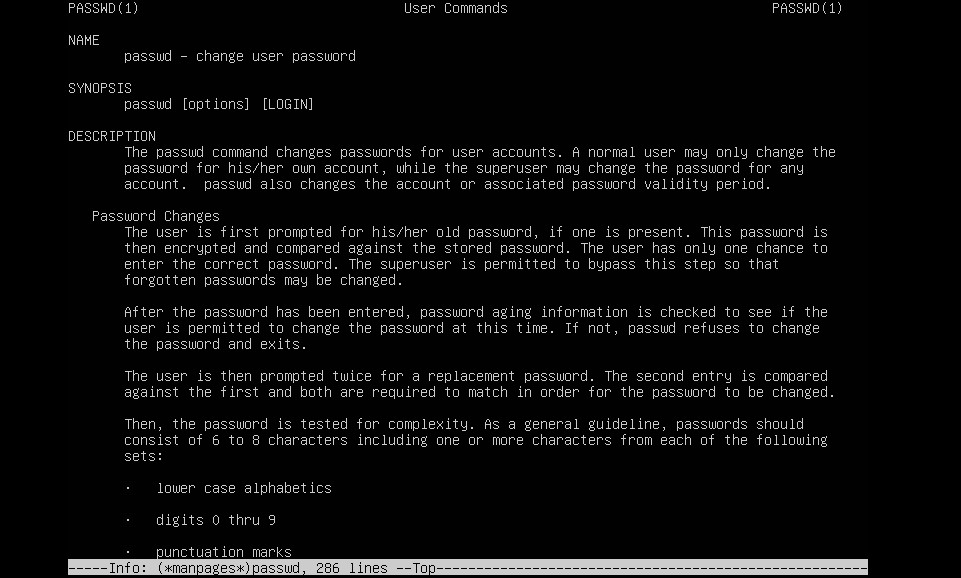 PASSWD(1) User Commands PASSWD(1)
NAME
passwd - change user password
SYNOPSIS
passwd [options] [LOGIN]
DESCRIPTION
The passwd command changes passwords for user accounts. A normal user may only change the
password for his/her own account, while the superuser may change the password for any
account.  passwd also changes the account or associated password validity period.
Password Changes
The user is first prompted for his/her old password, if one is present. This password is
then encrypted and compared against the stored password. The user has only one chance to
enter the correct password. The superuser is permitted to bypass this step so that
forgotten passwords may be changed.
After the password has been entered, password aging information is checked to see if the
user is permitted to change the password at this time. If not, passwd refuses to change
the password and exits.
The user is then prompted twice for a replacement password. The second entry is compared
against the first and both are required to match in order for the password to be changed.
Then, the password is tested for complexity. As a general guideline, passwords should
consist of 6 to 8 characters including one or more characters from each of the following
sets:
· lower case alphabetics
· digits 0 thru 9
· punctuation marks
-----Info: (*manpages*)passwd, 286 lines --Top------------------------------------------------------